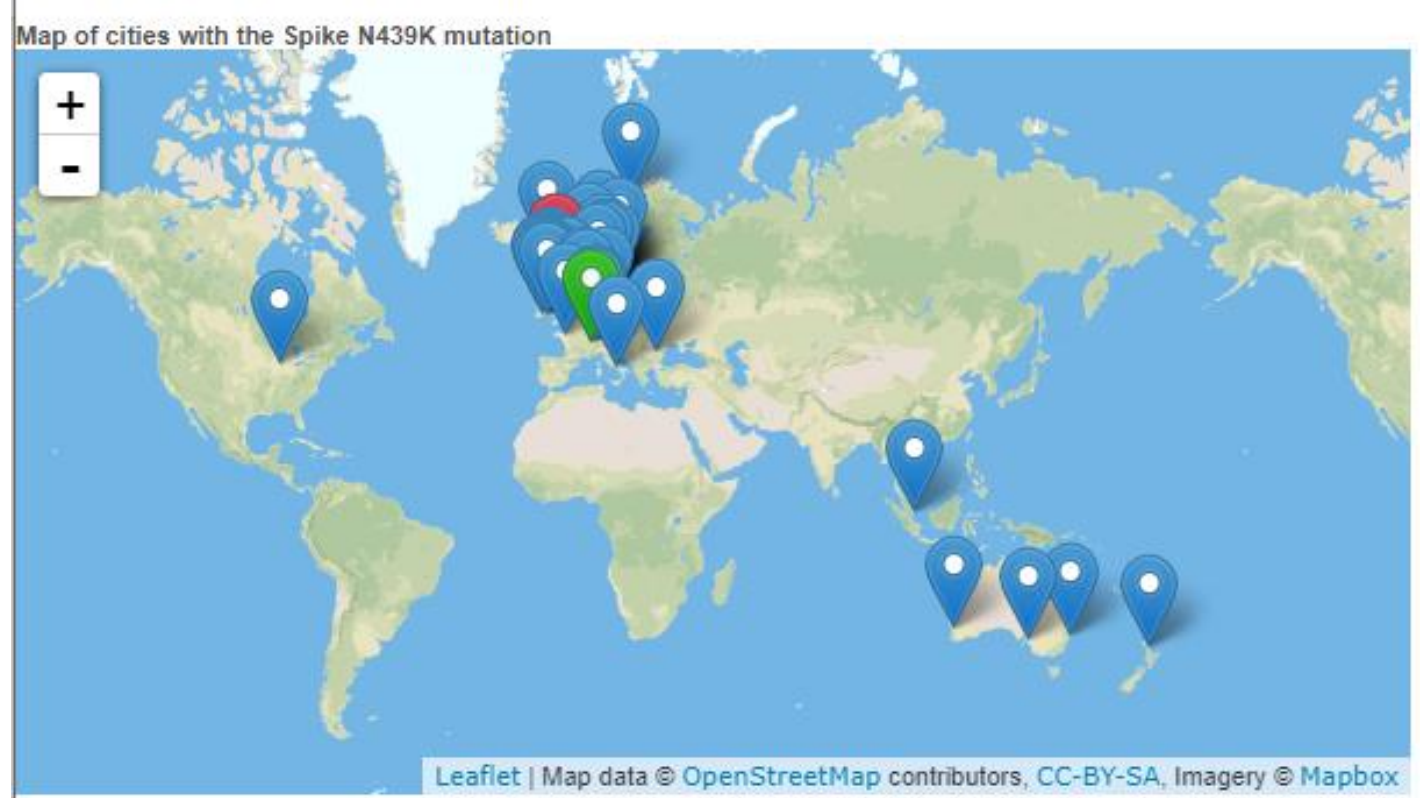 Map of cities with the Spike N439K mutation
+
-
Leaflet | Map data © OpenStreetMap contributors, CC-BY-SA, Imagery © Mapbox